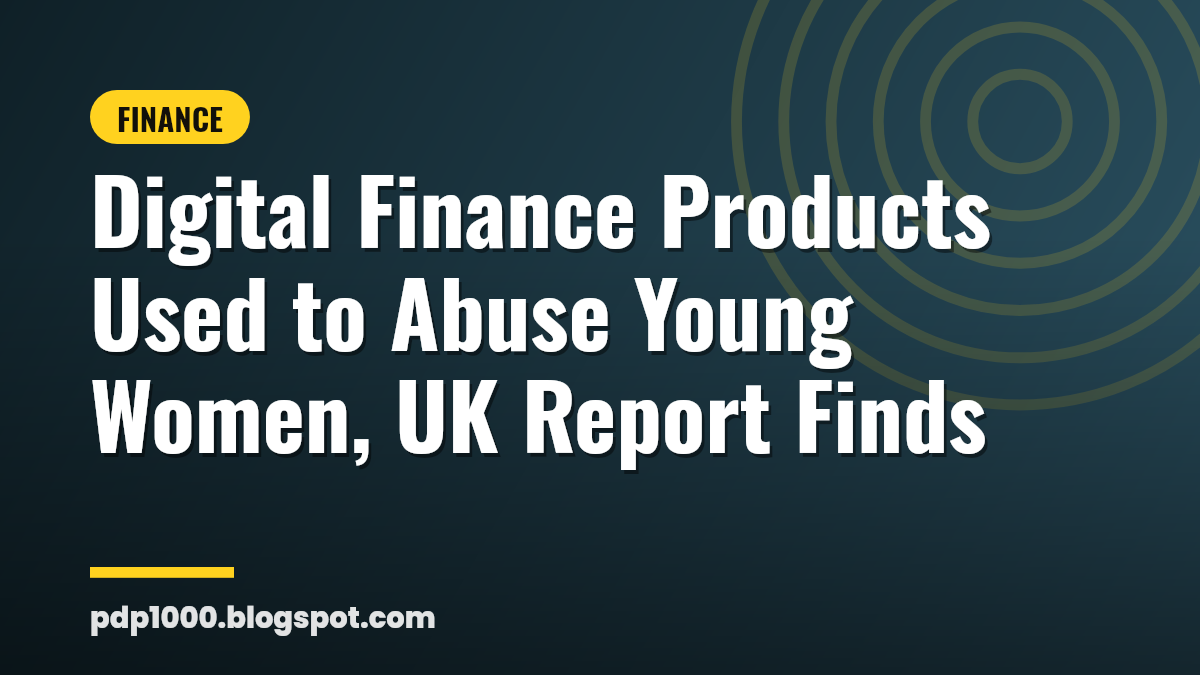 FINANCE
Digital Finance Products
Used to Abuse Young
Women, UK Report Finds
pdp1000.blogspot.com